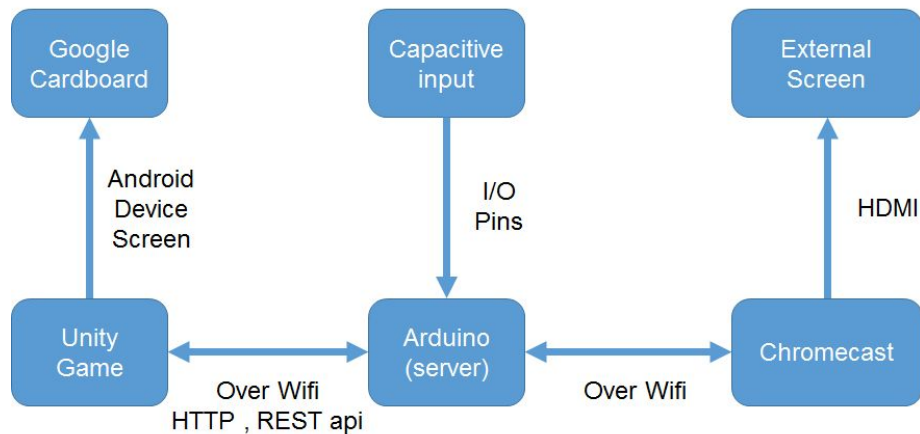 Google
Cardboard
Capacitive
input
External
Screen
Android
Device
Screen
I/O
Pins
HDMI
Unity
Game
Arduino
(server)
Chromecast
Over Wifi
HTTP , REST api
Over Wifi